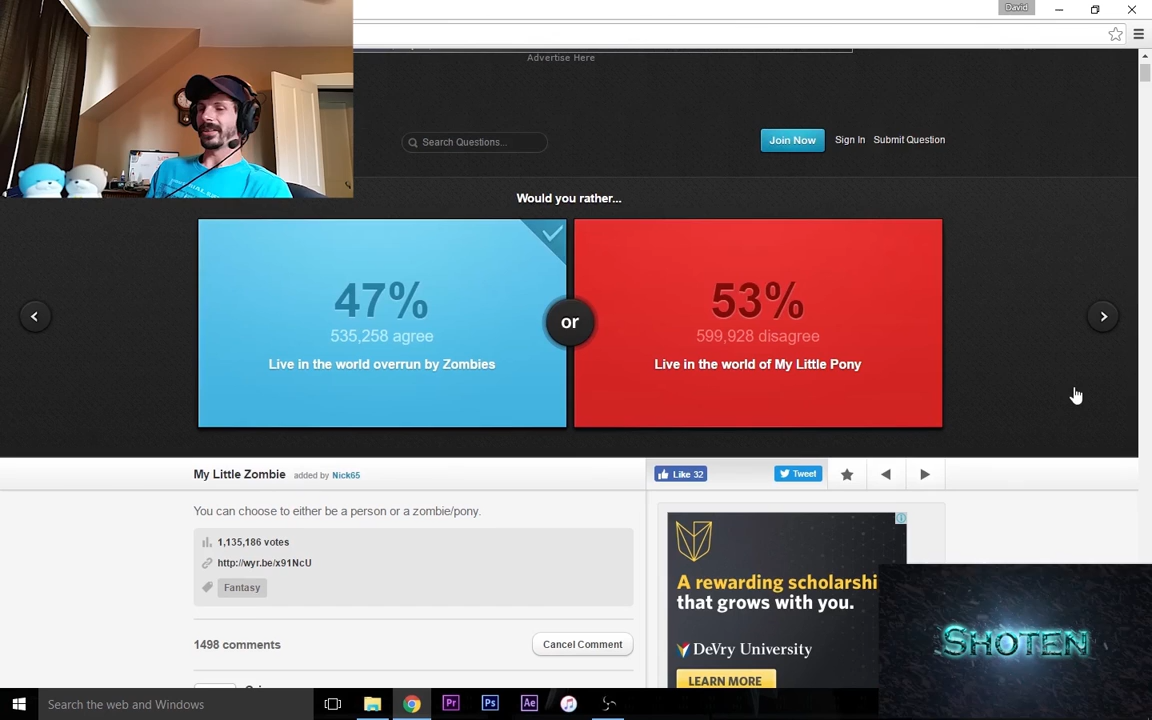 David
Advertise Here
Search Questions...
Join Now
Sign In
Submit Question
Would you rather...
47%
535,258 agree
Live in the world overrun by Zombies
or
53%
599,928 disagree
Live in the world of My Little Pony
My Little Zombie added by Nick65
Like 32
Tweet
You can choose to either be a person or a zombie/pony.
1,135,186 votes
http://wyr.be/x91NcU
Fantasy
1498 comments
Cancel Comment
A rewarding scholarshi
that grows with you.
DeVry University
LEARN MORE
SHOTEN
Search the web and Windows
Pr
Ps
Ae